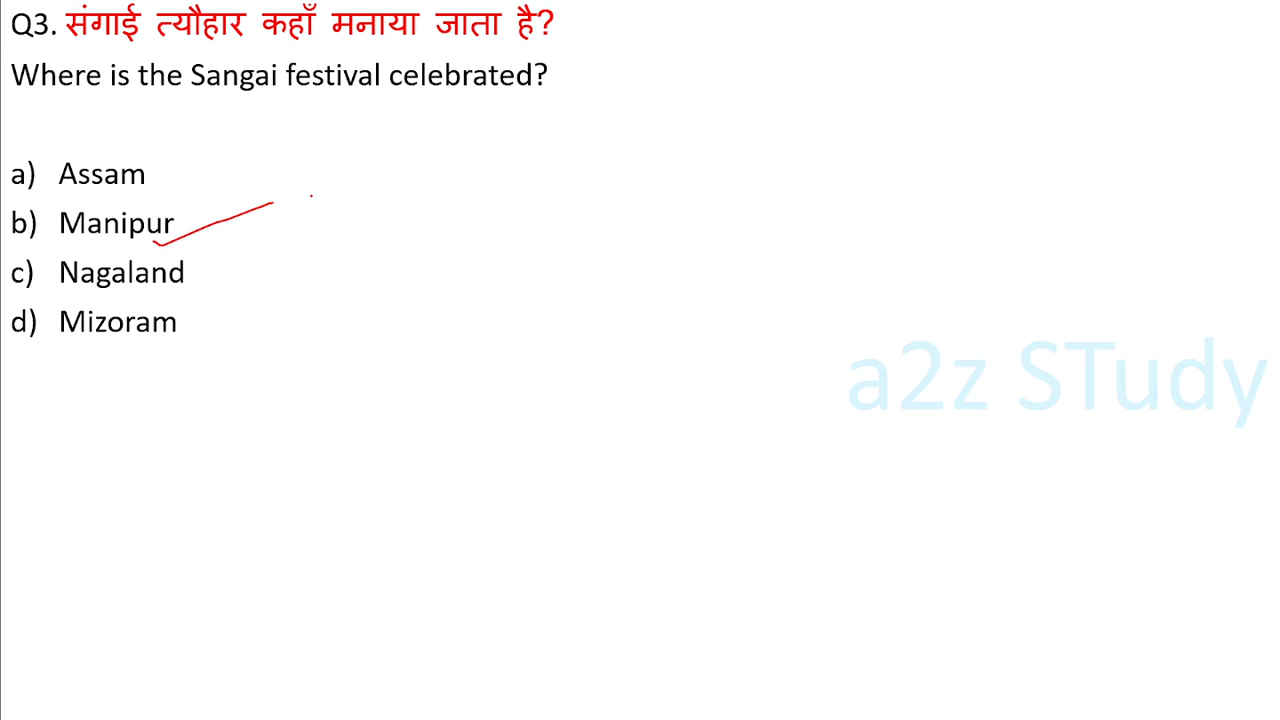 Q3. संगाई त्यौहार कहाँ मनाया जाता है?
Where is the Sangai festival celebrated?
a) Assam
b) Manipur
c) Nagaland
d) Mizoram
a2z STudy